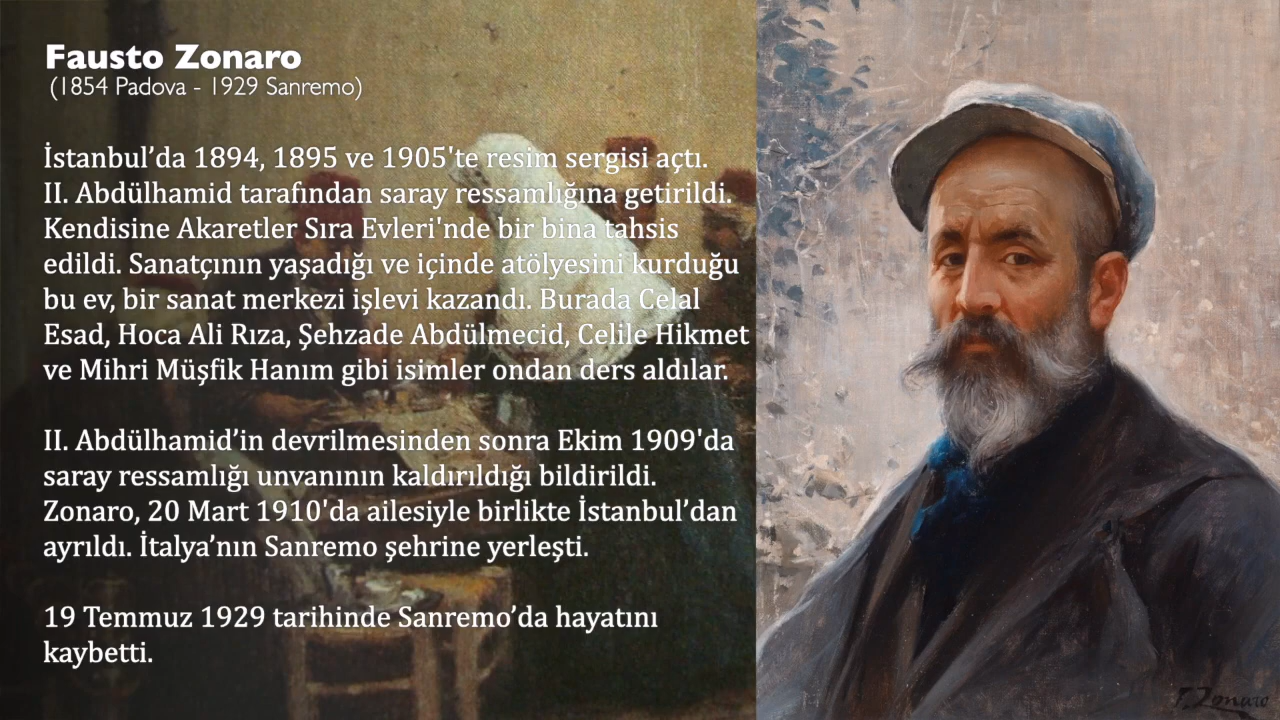 Fausto Zonaro
(1854 Padova - 1929 Sanremo)
İstanbul’da 1894, 1895 ve 1905'te resim sergisi açtı.
II. Abdülhamid tarafından saray ressamlığına getirildi.
Kendisine Akaretler Sıra Evleri'nde bir bina tahsis
edildi. Sanatçının yaşadığı ve içinde atölyesini kurduğu
bu ev, bir sanat merkezi işlevi kazandı. Burada Celal
Esad, Hoca Ali Rıza, Şehzade Abdülmecid, Celile Hikmet
ve Mihri Müşfik Hanım gibi isimler ondan ders aldılar.
II. Abdülhamid’in devrilmesinden sonra Ekim 1909'da
saray ressamlığı unvanının kaldırıldığı bildirildi.
Zonaro, 20 Mart 1910'da ailesiyle birlikte İstanbul’dan
ayrıldı. İtalya’nın Sanremo şehrine yerleşti.
19 Temmuz 1929 tarihinde Sanremo’da hayatını
kaybetti.
F. Zonaro